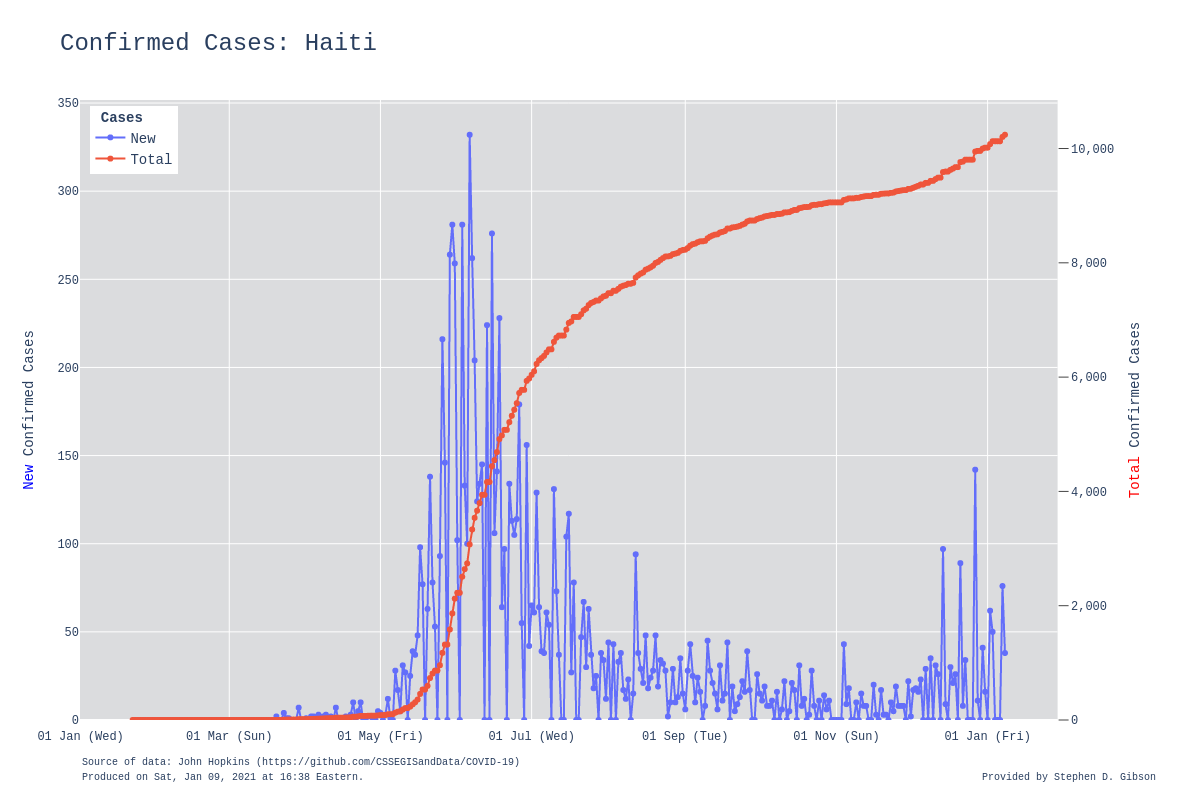 Confirmed Cases: Haiti
Cases
New
Total
350
300
250
200
150
100
50
0
10,000
8,000
6,000
4,000
2,000
0
New Confirmed Cases
Total Confirmed Cases
01 Jan (Wed)
01 Mar (Sun)
01 May (Fri)
01 Jul (Wed)
01 Sep (Tue)
01 Nov (Sun)
01 Jan (Fri)
Source of data: John Hopkins (https://github.com/CSSEGISandData/COVID-19)
Produced on Sat, Jan 09, 2021 at 16:38 Eastern.
Provided by Stephen D. Gibson